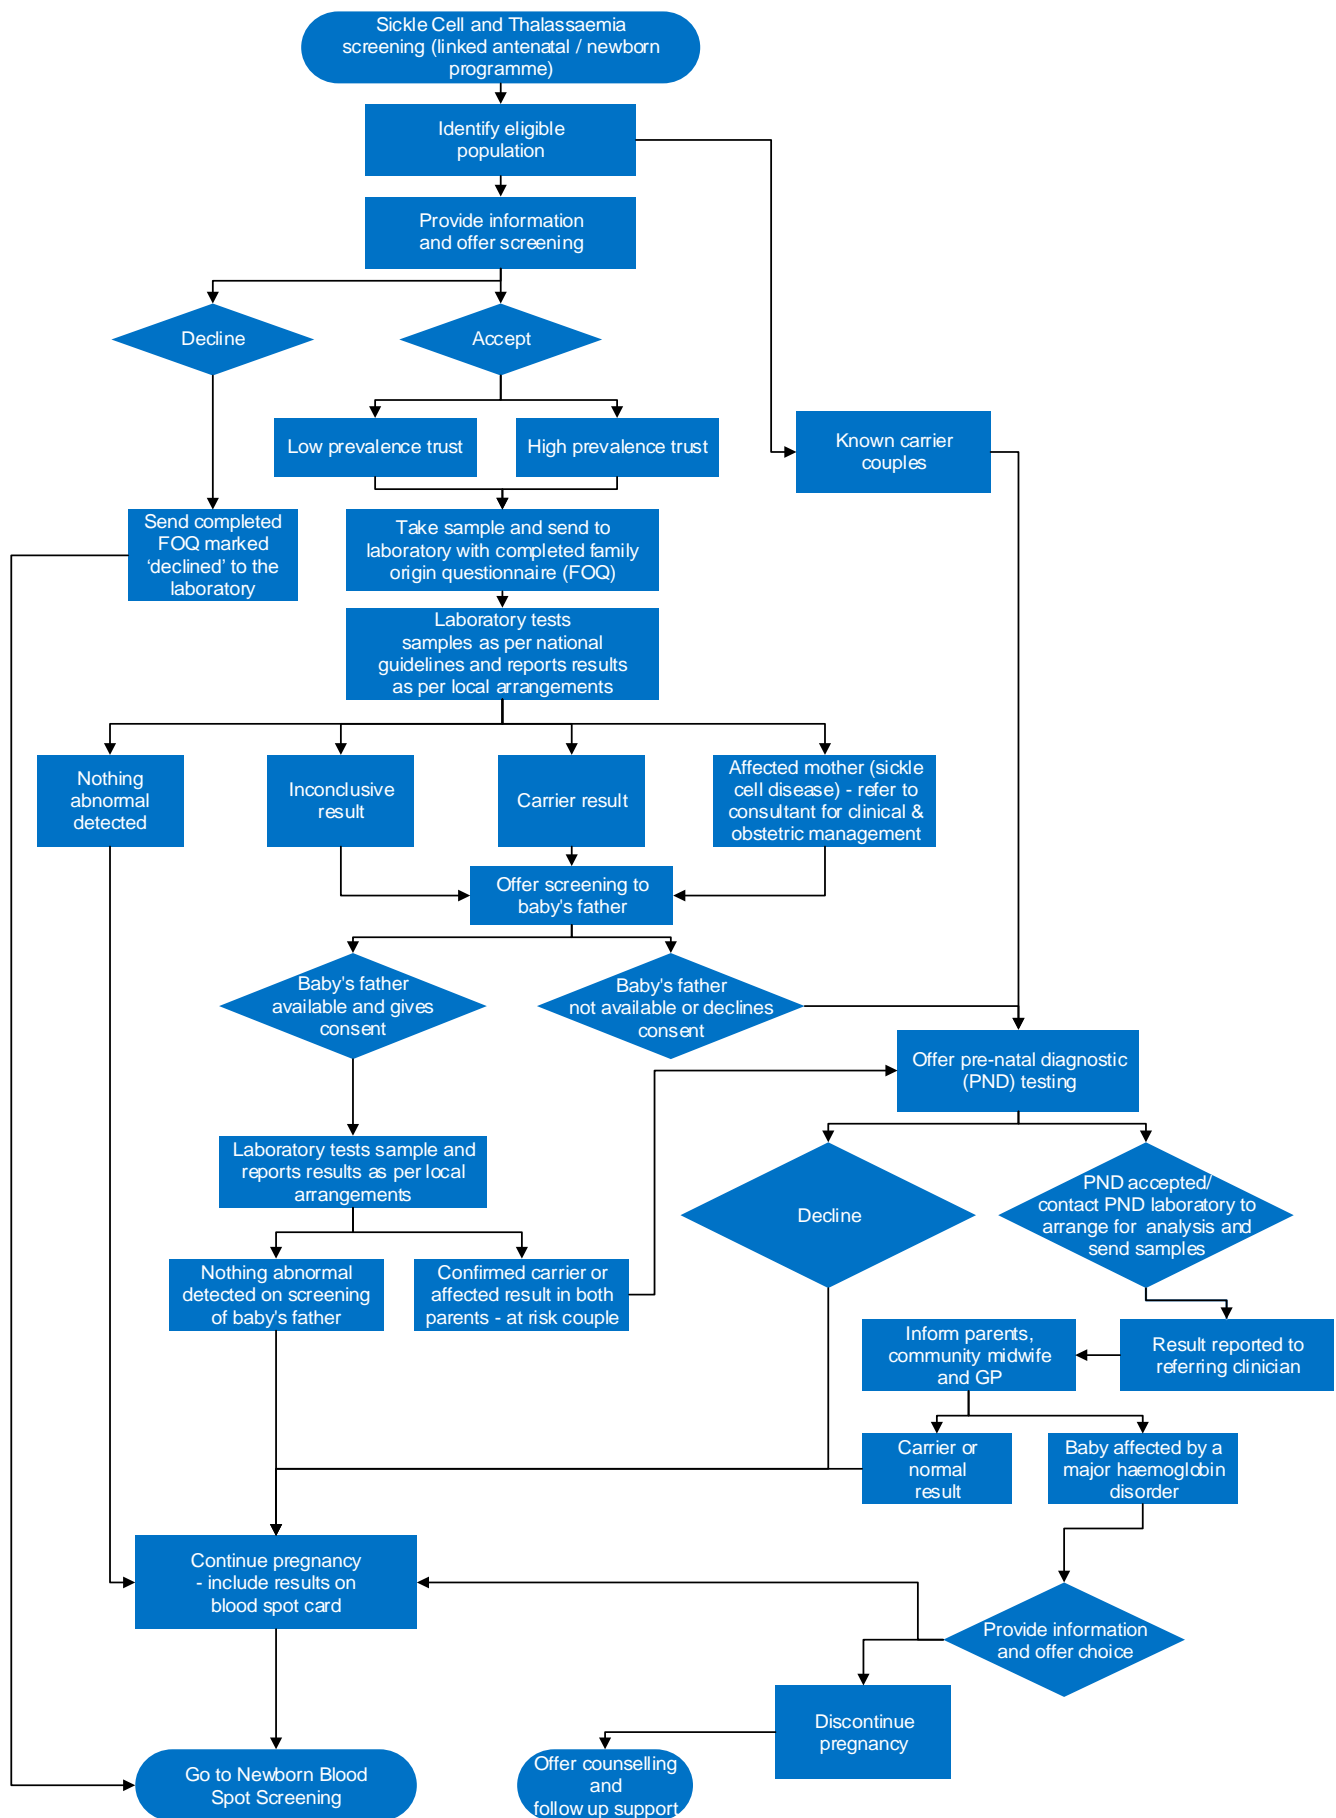 Sickle Cell and Thalassaemia
screening (linked antenatal / newborn
programme)
Identify eligible
population
Provide information
and offer screening
Decline
Accept
Low prevalence trust
High prevalence trust
Known carrier
couples
Send completed
FOQ marked
‘declined’ to the
laboratory
Take sample and send to
laboratory with completed family
origin questionnaire (FOQ)
Laboratory tests
samples as per national
guidelines and reports results
as per local arrangements
Nothing
abnormal
detected
Inconclusive
result
Carrier result
Affected mother (sickle
cell disease) - refer to
consultant for clinical &
obstetric management
Offer screening to
baby's father
Baby's father
available and gives
consent
Baby's father
not available or declines
consent
Offer pre-natal diagnostic
(PND) testing
Laboratory tests sample and
reports results as per local
arrangements
Decline
PND accepted/
contact PND laboratory to
arrange for analysis and
send samples
Nothing abnormal
detected on screening
of baby's father
Confirmed carrier or
affected result in both
parents - at risk couple
Inform parents,
community midwife
and GP
Result reported to
referring clinician
Carrier or
normal
result
Baby affected by a
major haemoglobin
disorder
Continue pregnancy
- include results on
blood spot card
Provide information
and offer choice
Discontinue
pregnancy
Go to Newborn Blood
Spot Screening
Offer counselling
and
follow up support